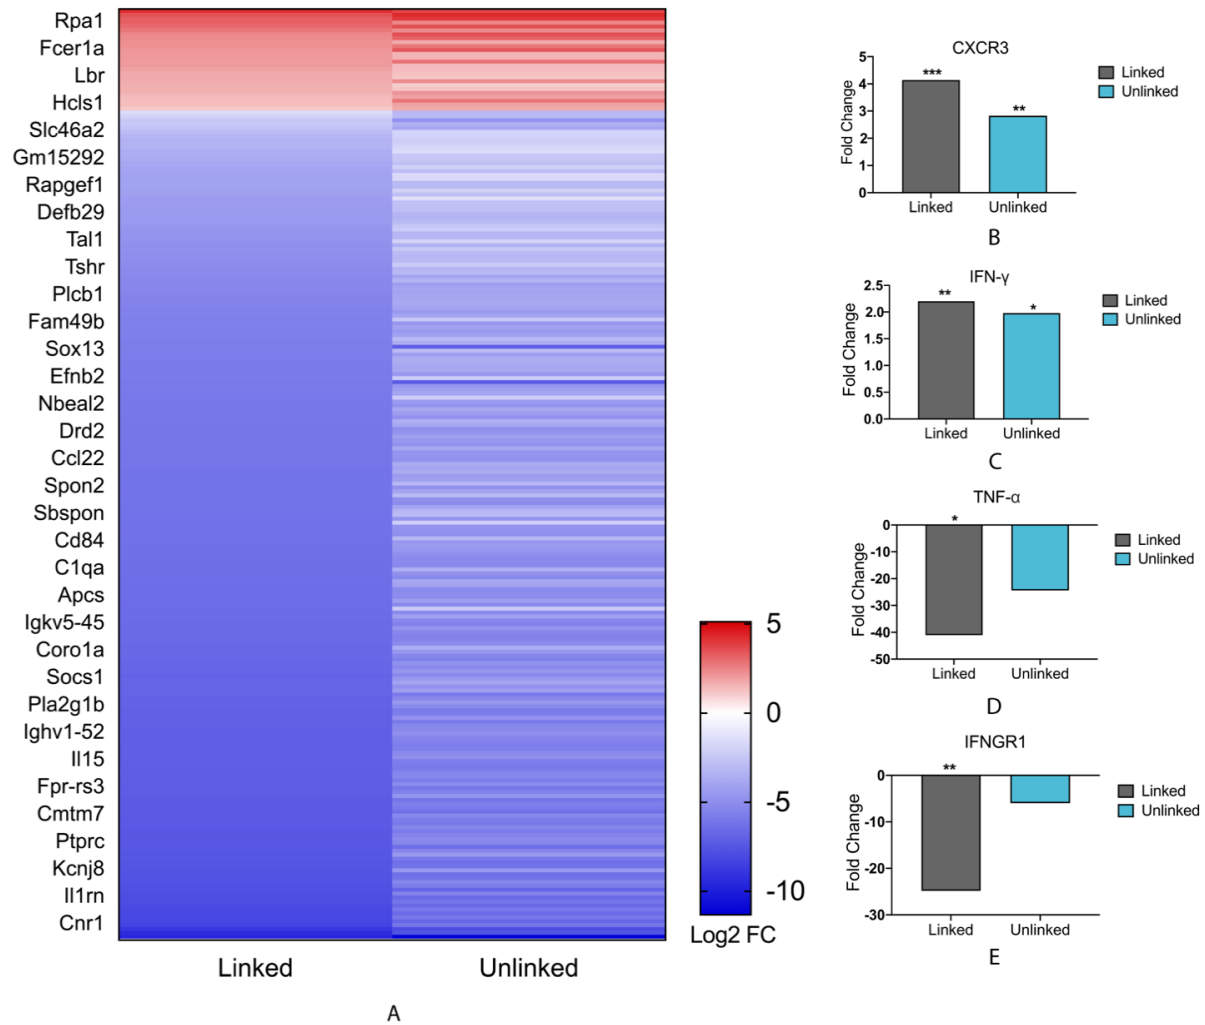 Rpa1
Fcer1a
Lbr
Hcls1
Slc46a2
Gm15292
Rapgef1
Defb29
Tal1
Tshr
Plcb1
Fam49b
Sox13
Efnb2
Nbeal2
Drd2
Ccl22
Spon2
Sbspon
Cd84
C1qa
Apcs
Igkv5-45
Coro1a
Socs1
Pla2g1b
Ighv1-52
Il15
Fpr-rs3
Cmtm7
Ptprc
Kcnj8
Il1rn
Cnr1
Linked Unlinked
A
5
0
-5
-10
Log2 FC
CXCR3
Fold Change
5
4
3
2
1
0
***
**
Linked Unlinked
Linked
Unlinked
B
IFN-γ
Fold Change
2.5
2.0
1.5
1.0
0.5
0.0
**
*
Linked Unlinked
Linked
Unlinked
C
TNF-α
Fold Change
0
-10
-20
-30
-40
-50
*
Linked Unlinked
Linked
Unlinked
D
IFNGR1
Fold Change
0
-10
-20
-30
**
Linked Unlinked
Linked
Unlinked
E